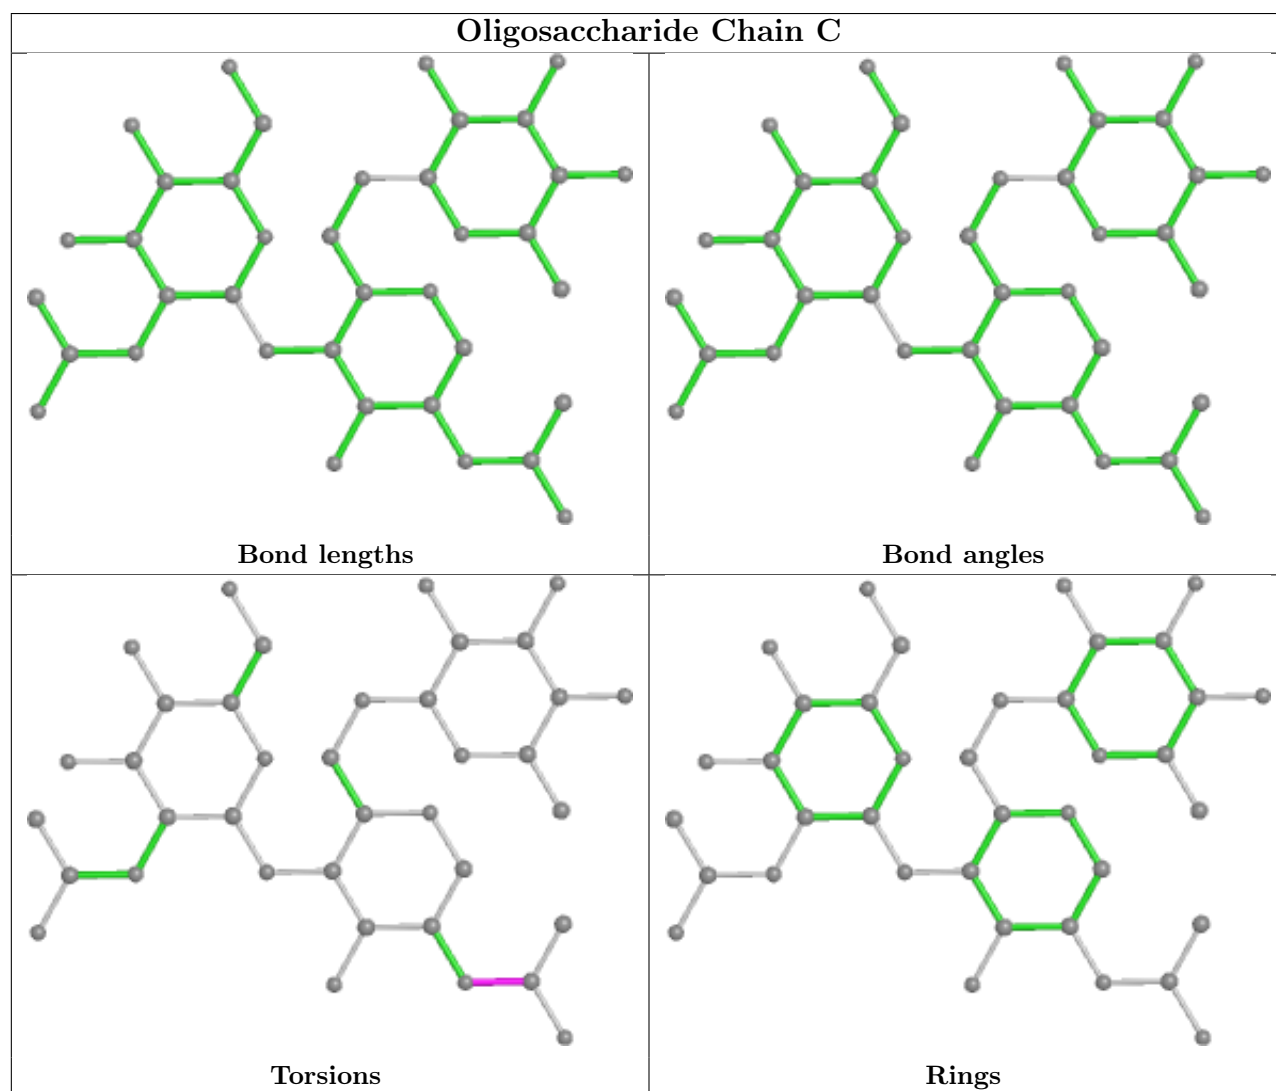 Oligosaccharide Chain C
Bond lengths
Bond angles
Torsions
Rings